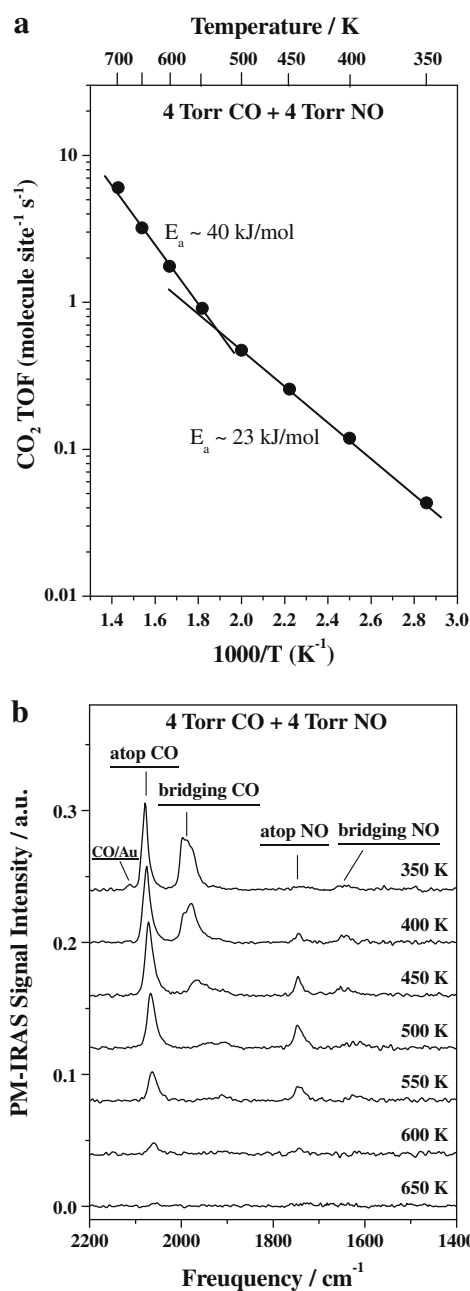 a
Temperature / K
700 600 500 450 400 350
4 Torr CO + 4 Torr NO
10
1
0.1
0.01
Eₐ ~ 40 kJ/mol
Eₐ ~ 23 kJ/mol
CO₂ TOF (molecule site⁻¹ s⁻¹)
1.4 1.6 1.8 2.0 2.2 2.4 2.6 2.8 3.0
1000/T (K⁻¹)
b
4 Torr CO + 4 Torr NO
atop CO
bridging CO
CO/Au
atop NO
bridging NO
350 K
400 K
450 K
500 K
550 K
600 K
650 K
0.3
0.2
0.1
0.0
PM-IRAS Signal Intensity / a.u.
2200 2000 1800 1600 1400
Freuquency / cm⁻¹